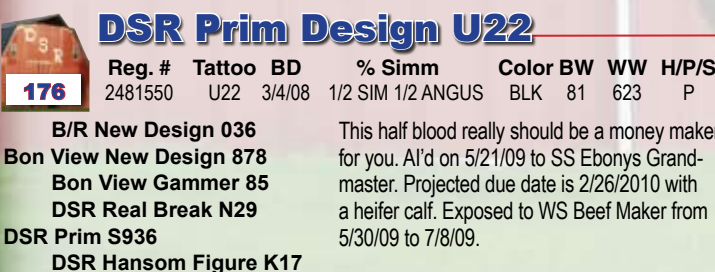 DSR Prim Design U22
DSR
176
Reg. # Tattoo BD % Simm Color BW WW H/P/S
2481550 U22 3/4/08 1/2 SIM 1/2 ANGUS BLK 81 623 P
B/R New Design 036
Bon View New Design 878
Bon View Gammer 85
DSR Real Break N29
DSR Prim S936
DSR Hansom Figure K17
This half blood really should be a money make
for you. AI'd on 5/21/09 to SS Ebonys Grand-
master. Projected due date is 2/26/2010 with
a heifer calf. Exposed to WS Beef Maker from
5/30/09 to 7/8/09.